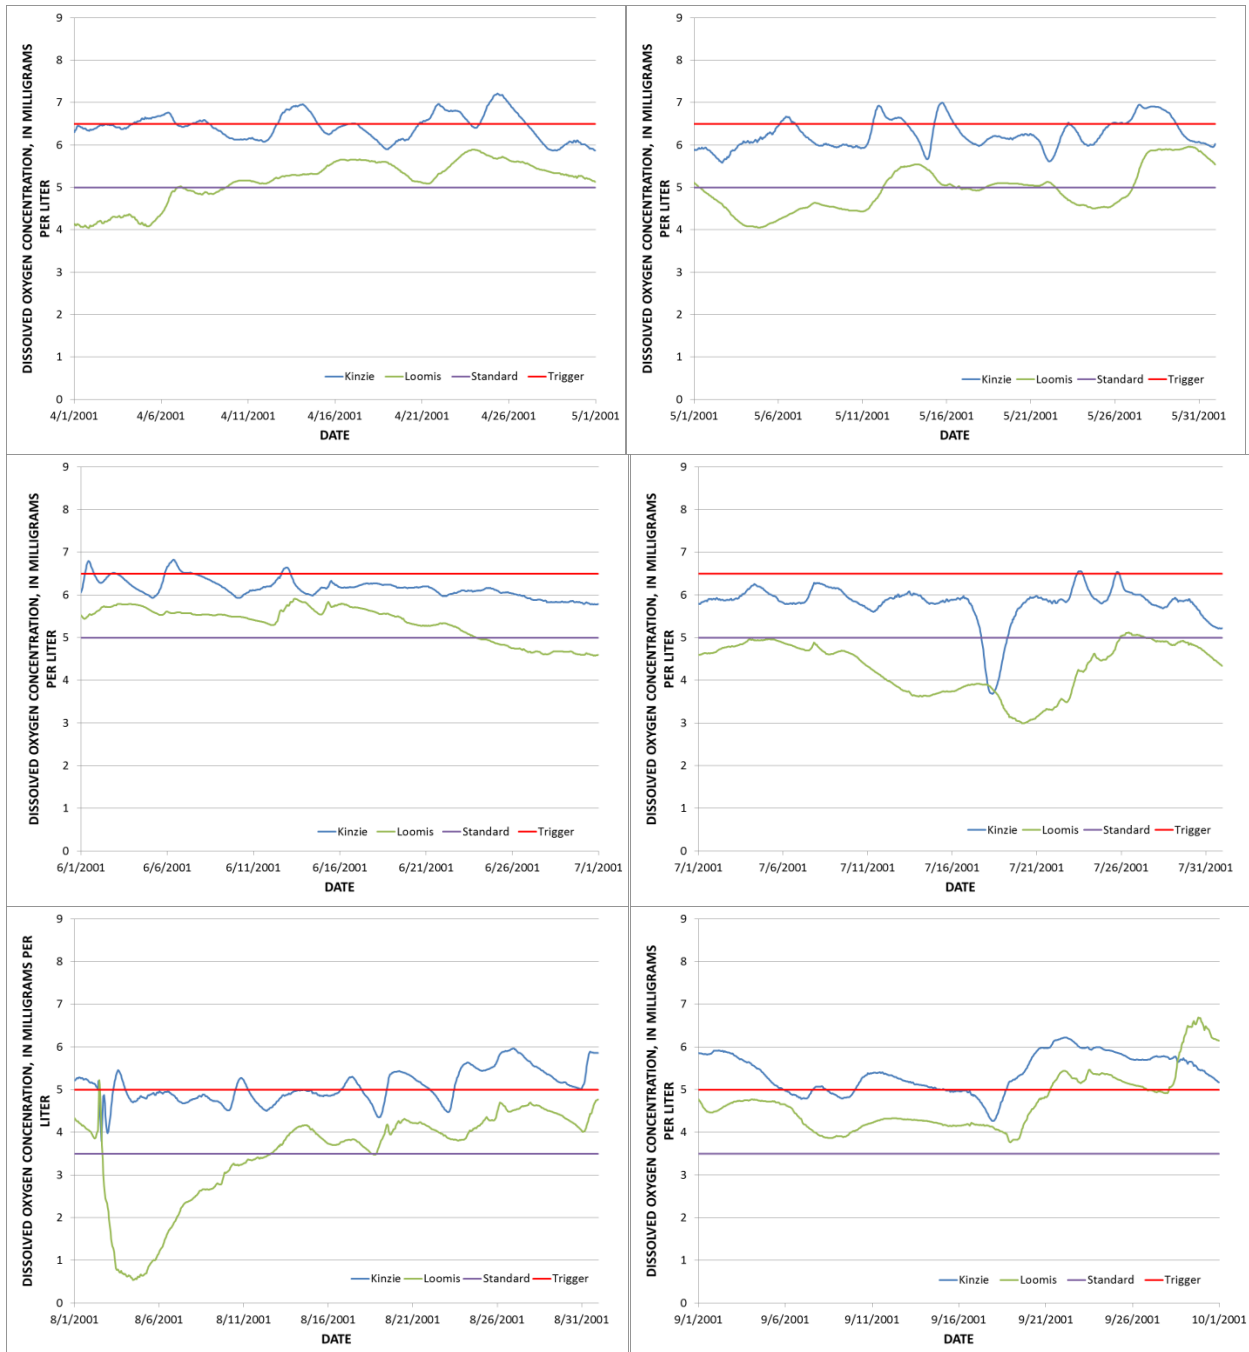 DISSOLVED OXYGEN CONCENTRATION, IN MILLIGRAMS
PER LITER
9
8
7
6
5
4
3
2
1
0
Kinzie Loomis Standard Trigger
4/1/2001 4/6/2001 4/11/2001 4/16/2001 4/21/2001 4/26/2001 5/1/2001
DATE
DISSOLVED OXYGEN CONCENTRATION, IN MILLIGRAMS
PER LITER
9
8
7
6
5
4
3
2
1
0
Kinzie Loomis Standard Trigger
5/1/2001 5/6/2001 5/11/2001 5/16/2001 5/21/2001 5/26/2001 5/31/2001
DATE
DISSOLVED OXYGEN CONCENTRATION, IN MILLIGRAMS
PER LITER
9
8
7
6
5
4
3
2
1
0
Kinzie Loomis Standard Trigger
6/1/2001 6/6/2001 6/11/2001 6/16/2001 6/21/2001 6/26/2001 7/1/2001
DATE
DISSOLVED OXYGEN CONCENTRATION, IN MILLIGRAMS
PER LITER
9
8
7
6
5
4
3
2
1
0
Kinzie Loomis Standard Trigger
7/1/2001 7/6/2001 7/11/2001 7/16/2001 7/21/2001 7/26/2001 7/31/2001
DATE
DISSOLVED OXYGEN CONCENRATION, IN MILLIGRAMS PER
LITER
9
8
7
6
5
4
3
2
1
0
Kinzie Loomis Standard Trigger
8/1/2001 8/6/2001 8/11/2001 8/16/2001 8/21/2001 8/26/2001 8/31/2001
DATE
DISSOLVED OXYGEN CONCENTRATION, IN MILLIGRAMS
PER LITER
9
8
7
6
5
4
3
2
1
0
Kinzie Loomis Standard Trigger
9/1/2001 9/6/2001 9/11/2001 9/16/2001 9/21/2001 9/26/2001 10/1/2001
DATE